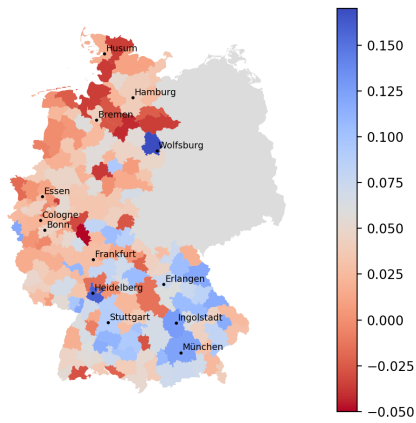 Husum
Hamburg
Bremen
Wolfsburg
Essen
Cologne
Bonn
Frankfurt
Erlangen
Heidelberg
Stuttgart
Ingolstadt
München
0.150
0.125
0.100
0.075
0.050
0.025
0.000
−0.025
−0.050